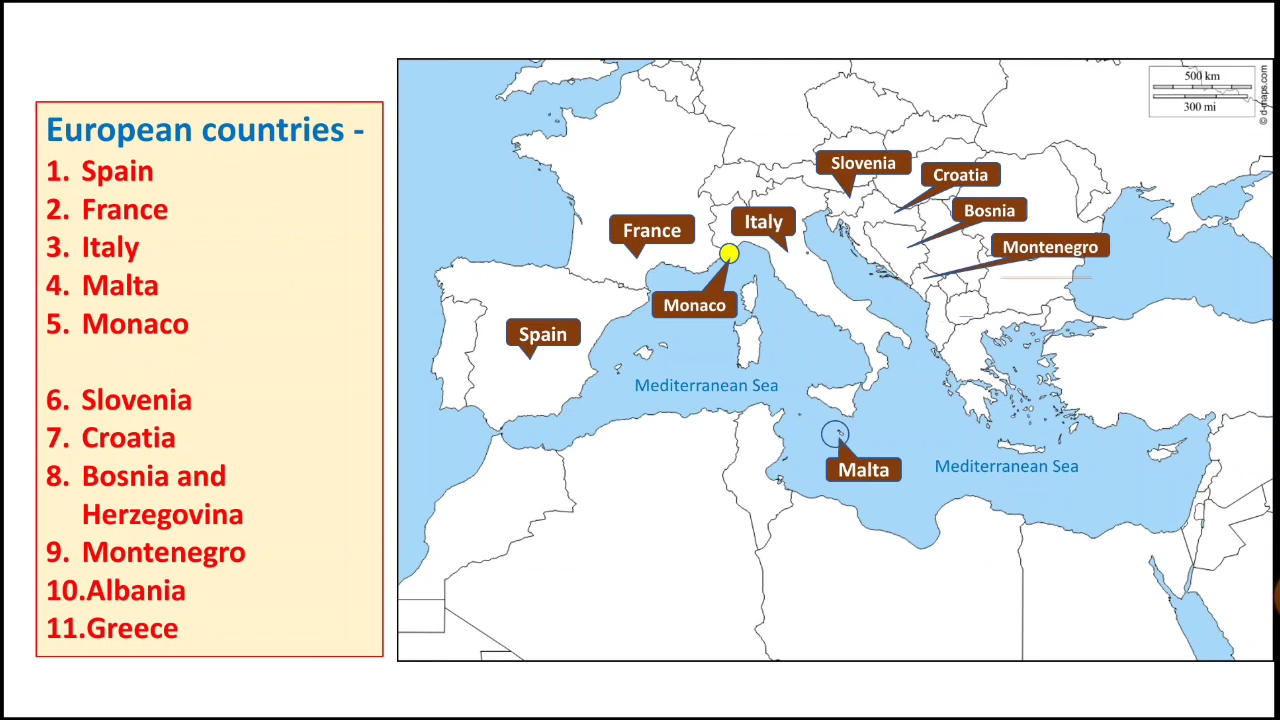 European countries -
1. Spain
2. France
3. Italy
4. Malta
5. Monaco
6. Slovenia
7. Croatia
8. Bosnia and
Herzegovina
9. Montenegro
10.Albania
11.Greece
500 km
300 mi
© d-maps.com
Slovenia
Croatia
Bosnia
Montenegro
France
Italy
Monaco
Spain
Mediterranean Sea
Malta
Mediterranean Sea